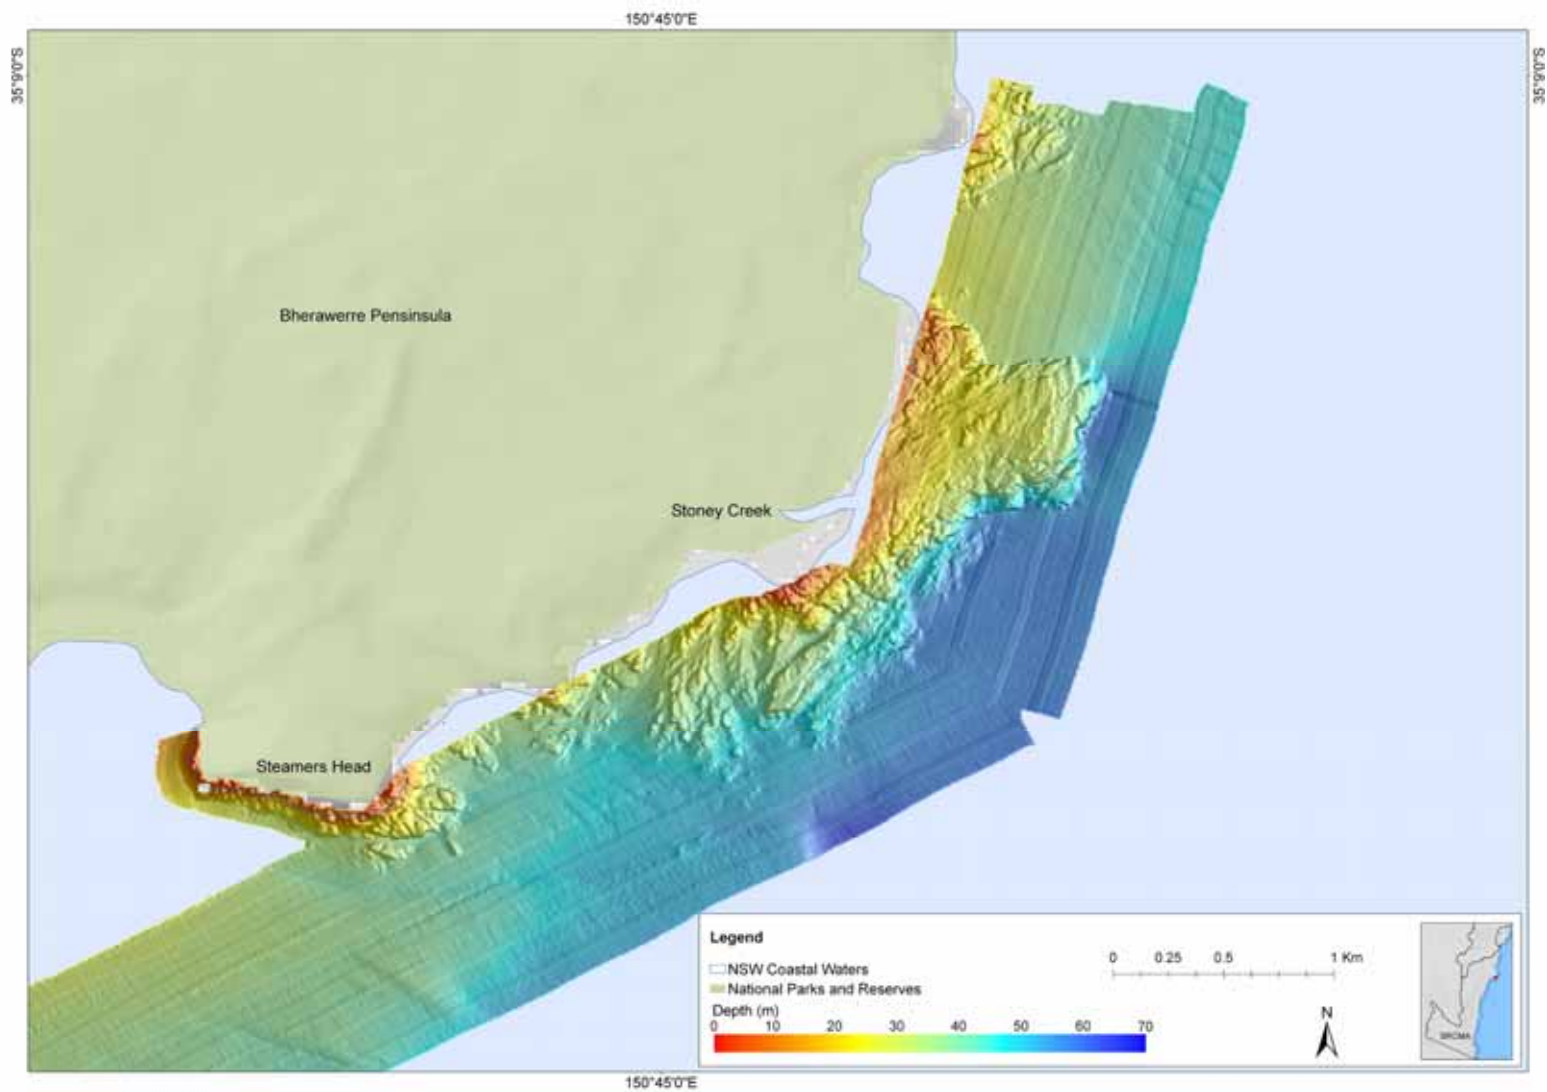 150°45'0"E
35°9'0"S
35°9'0"S
Bherawerre Pensinsula
Stoney Creek
Steamers Head
Legend
NSW Coastal Waters
National Parks and Reserves
Depth (m)
0 10 20 30 40 50 60 70
0 0.25 0.5 1 Km
N
SRCMA
150°45'0"E